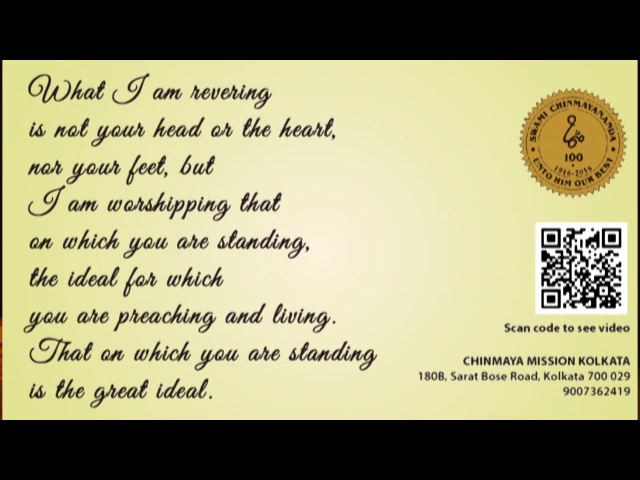 What I am revering
is not your head or the heart,
nor your feet, but
I am worshipping that
on which you are standing,
the ideal for which
you are preaching and living.
That on which you are standing
is the great ideal.
SWAMI CHINMAYANANDA
100
1916-2016
UNTO HIM OUR BEST
Scan code to see video
CHINMAYA MISSION KOLKATA
180B, Sarat Bose Road, Kolkata 700 029
9007362419